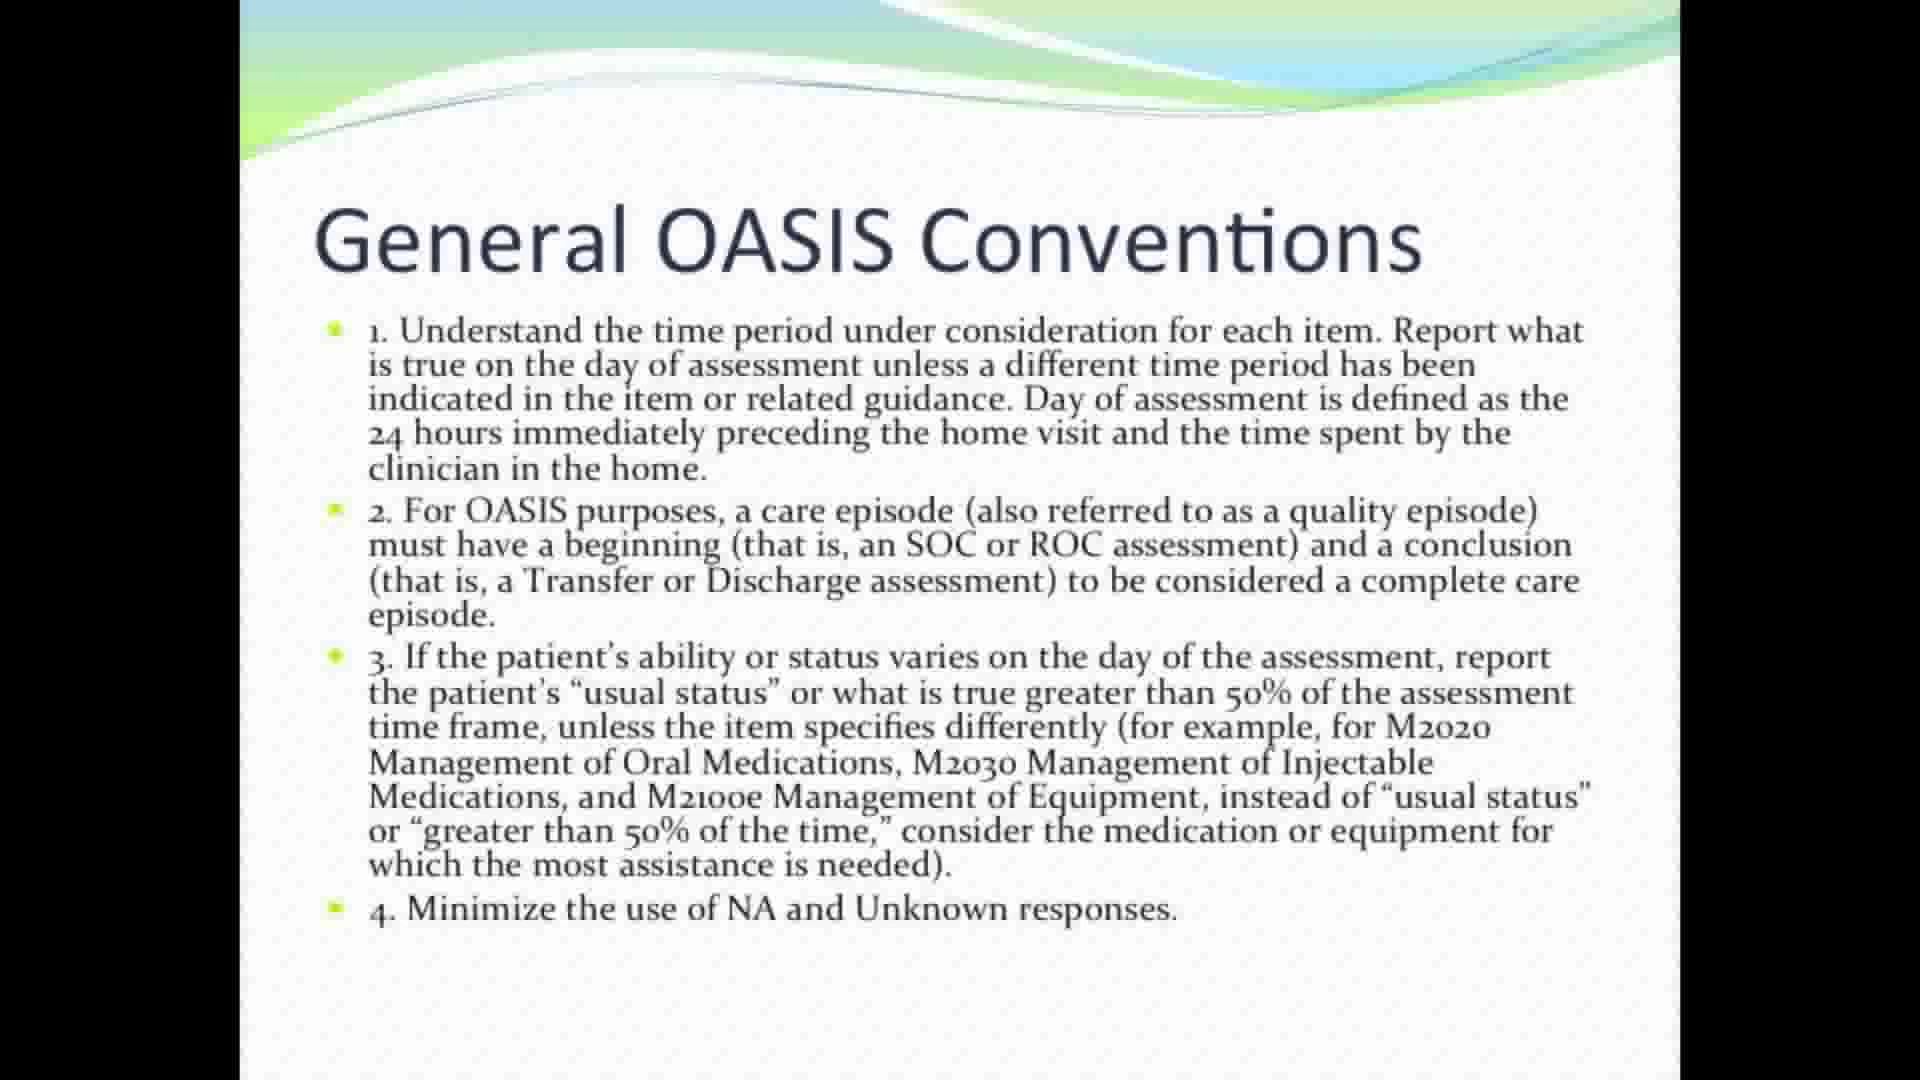 General OASIS Conventions
1. Understand the time period under consideration for each item. Report what
is true on the day of assessment unless a different time period has been
indicated in the item or related guidance. Day of assessment is defined as the
24 hours immediately preceding the home visit and the time spent by the
clinician in the home.
2. For OASIS purposes, a care episode (also referred to as a quality episode)
must have a beginning (that is, an SOC or ROC assessment) and a conclusion
(that is, a Transfer or Discharge assessment) to be considered a complete care
episode.
3. If the patient’s ability or status varies on the day of the assessment, report
the patient’s “usual status” or what is true greater than 50% of the assessment
time frame, unless the item specifies differently (for example, for M2020
Management of Oral Medications, M2030 Management of Injectable
Medications, and M2100e Management of Equipment, instead of “usual status”
or “greater than 50% of the time,” consider the medication or equipment for
which the most assistance is needed).
4. Minimize the use of NA and Unknown responses.